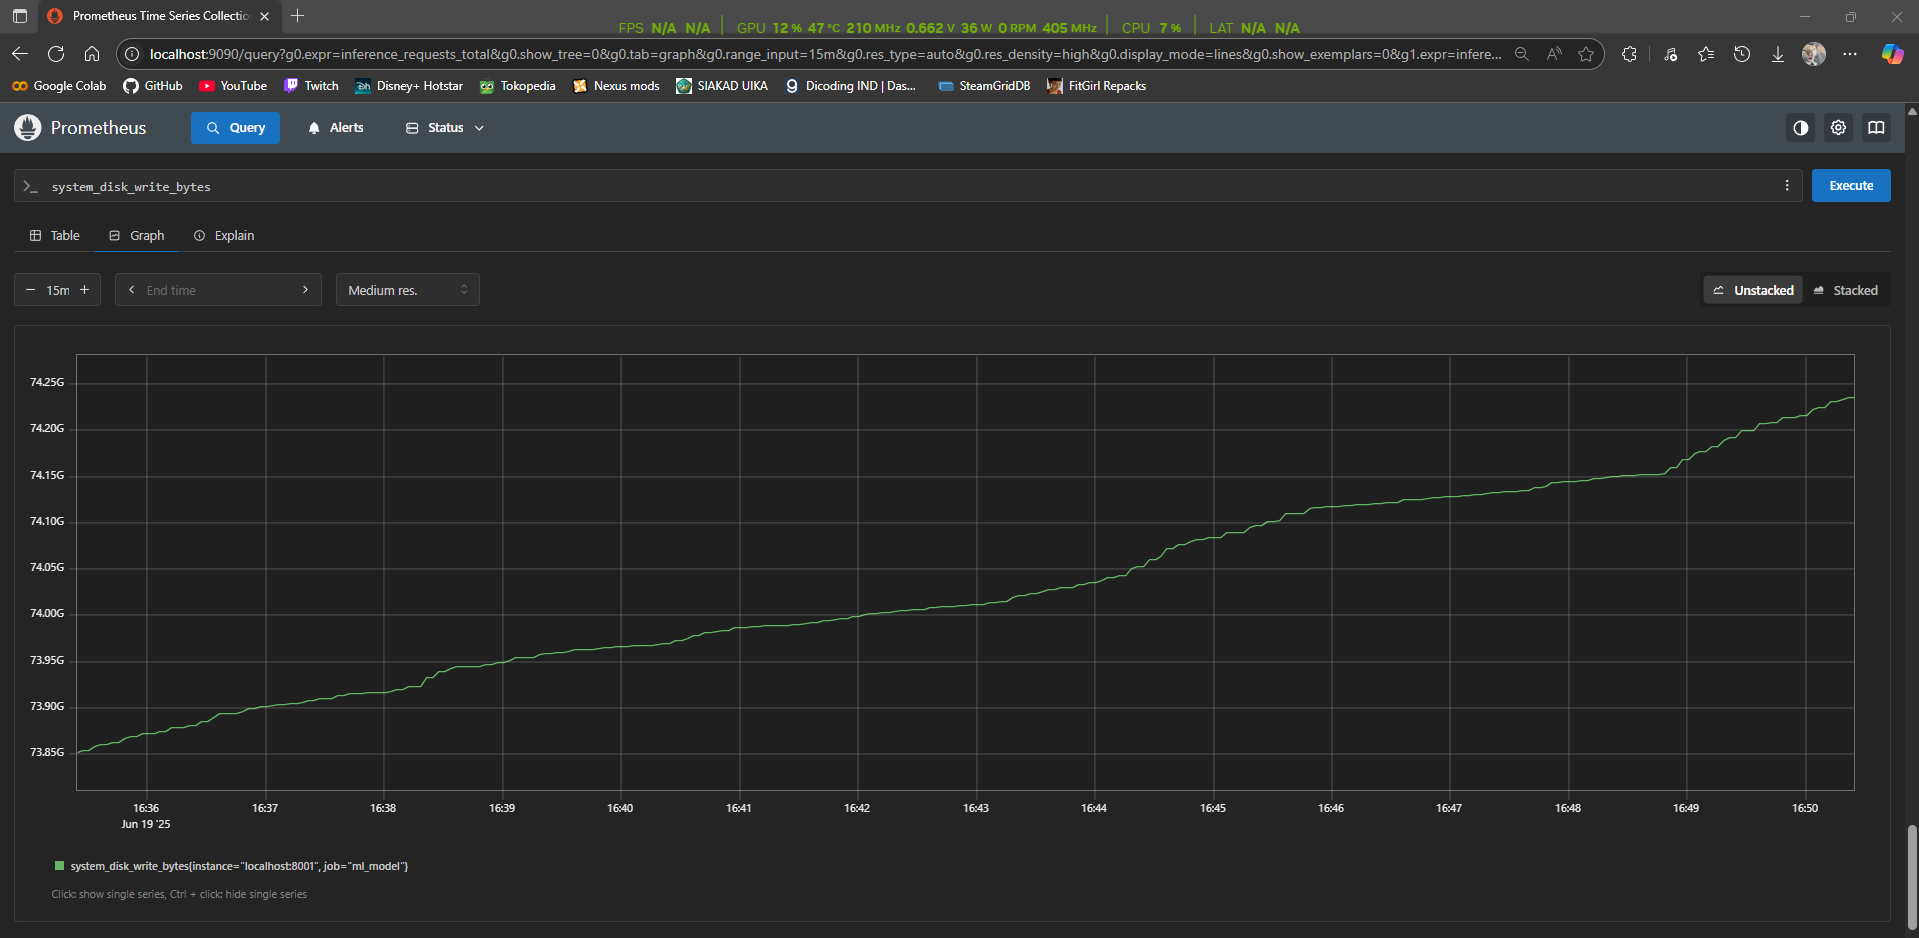 Prometheus Time Series Collectio
FPS N/A N/A GPU 12 % 47 °C 210 MHz 0.662 V 36 W 0 RPM 405 MHz CPU 7 % LAT N/A N/A
localhost:9090/query?g0.expr=inference_requests_total&g0.show_tree=0&g0.tab=graph&g0.range_input=15m&g0.res_type=auto&g0.res_density=high&g0.display_mode=lines&g0.show_exemplars=0&g1.expr=infere...
Google Colab GitHub YouTube Twitch Disney+ Hotstar Tokopedia Nexus mods SIAKAD UIKA Dicoding IND | Das... SteamGridDB FitGirl Repacks
Prometheus Query Alerts Status
system_disk_write_bytes Execute
Table Graph Explain
15m End time Medium res. Unstacked Stacked
74.25G
74.20G
74.15G
74.10G
74.05G
74.00G
73.95G
73.90G
73.85G
16:36 16:37 16:38 16:39 16:40 16:41 16:42 16:43 16:44 16:45 16:46 16:47 16:48 16:49 16:50
Jun 19 '25
system_disk_write_bytes{instance="localhost:8001", job="ml_model"}
Click: show single series, Ctrl + click: hide single series